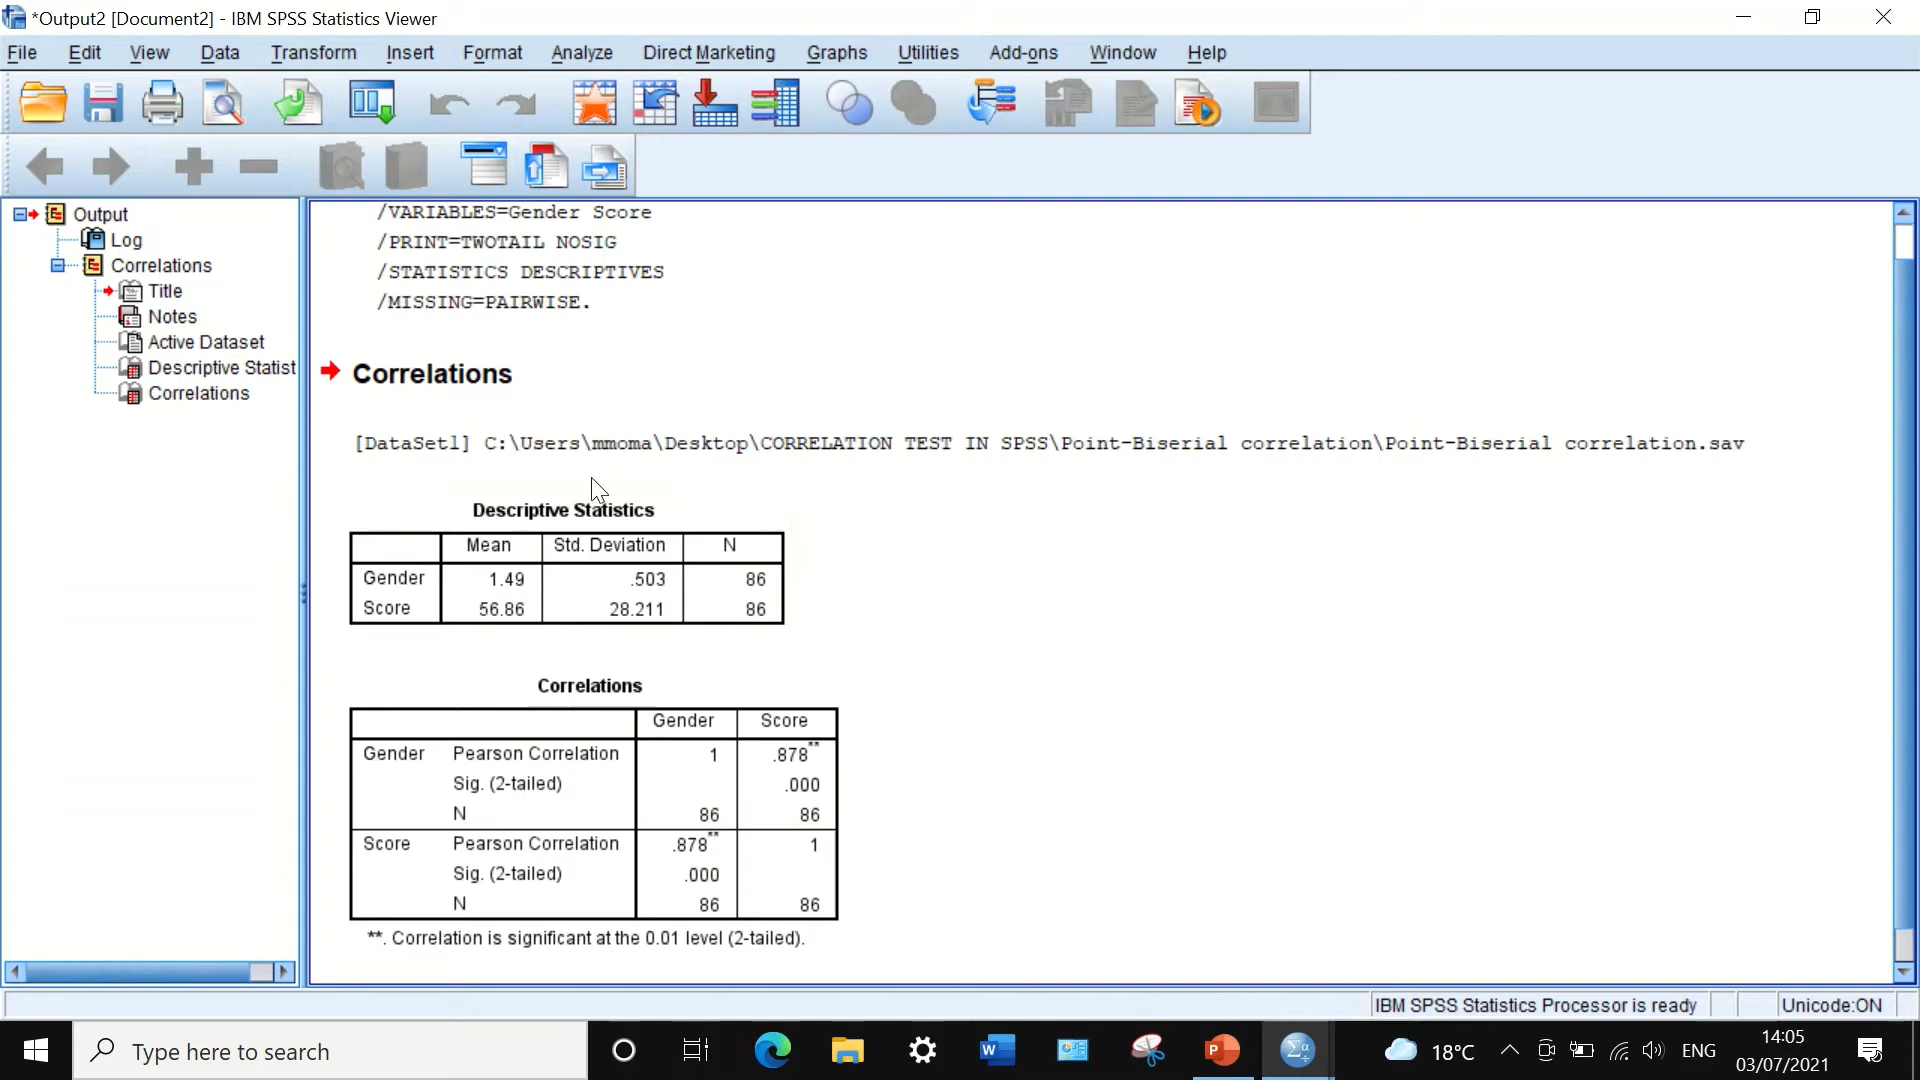 *Output2 [Document2] - IBM SPSS Statistics Viewer
File Edit View Data Transform Insert Format Analyze Direct Marketing Graphs Utilities Add-ons Window Help
Output
Log
Correlations
Title
Notes
Active Dataset
Descriptive Statist
Correlations
/VARIABLES=Gender Score
/PRINT=TWOTAIL NOSIG
/STATISTICS DESCRIPTIVES
/MISSING=PAIRWISE.
Correlations
[DataSet1] C:\Users\mmoma\Desktop\CORRELATION TEST IN SPSS\Point-Biserial correlation\Point-Biserial correlation.sav
Descriptive Statistics
Mean Std. Deviation N
Gender 1.49 .503 86
Score 56.86 28.211 86
Correlations
Gender Score
Gender Pearson Correlation 1 .878**
Sig. (2-tailed) .000
N 86 86
Score Pearson Correlation .878** 1
Sig. (2-tailed) .000
N 86 86
**. Correlation is significant at the 0.01 level (2-tailed).
IBM SPSS Statistics Processor is ready Unicode:ON
Type here to search
18°C ENG
14:05
03/07/2021